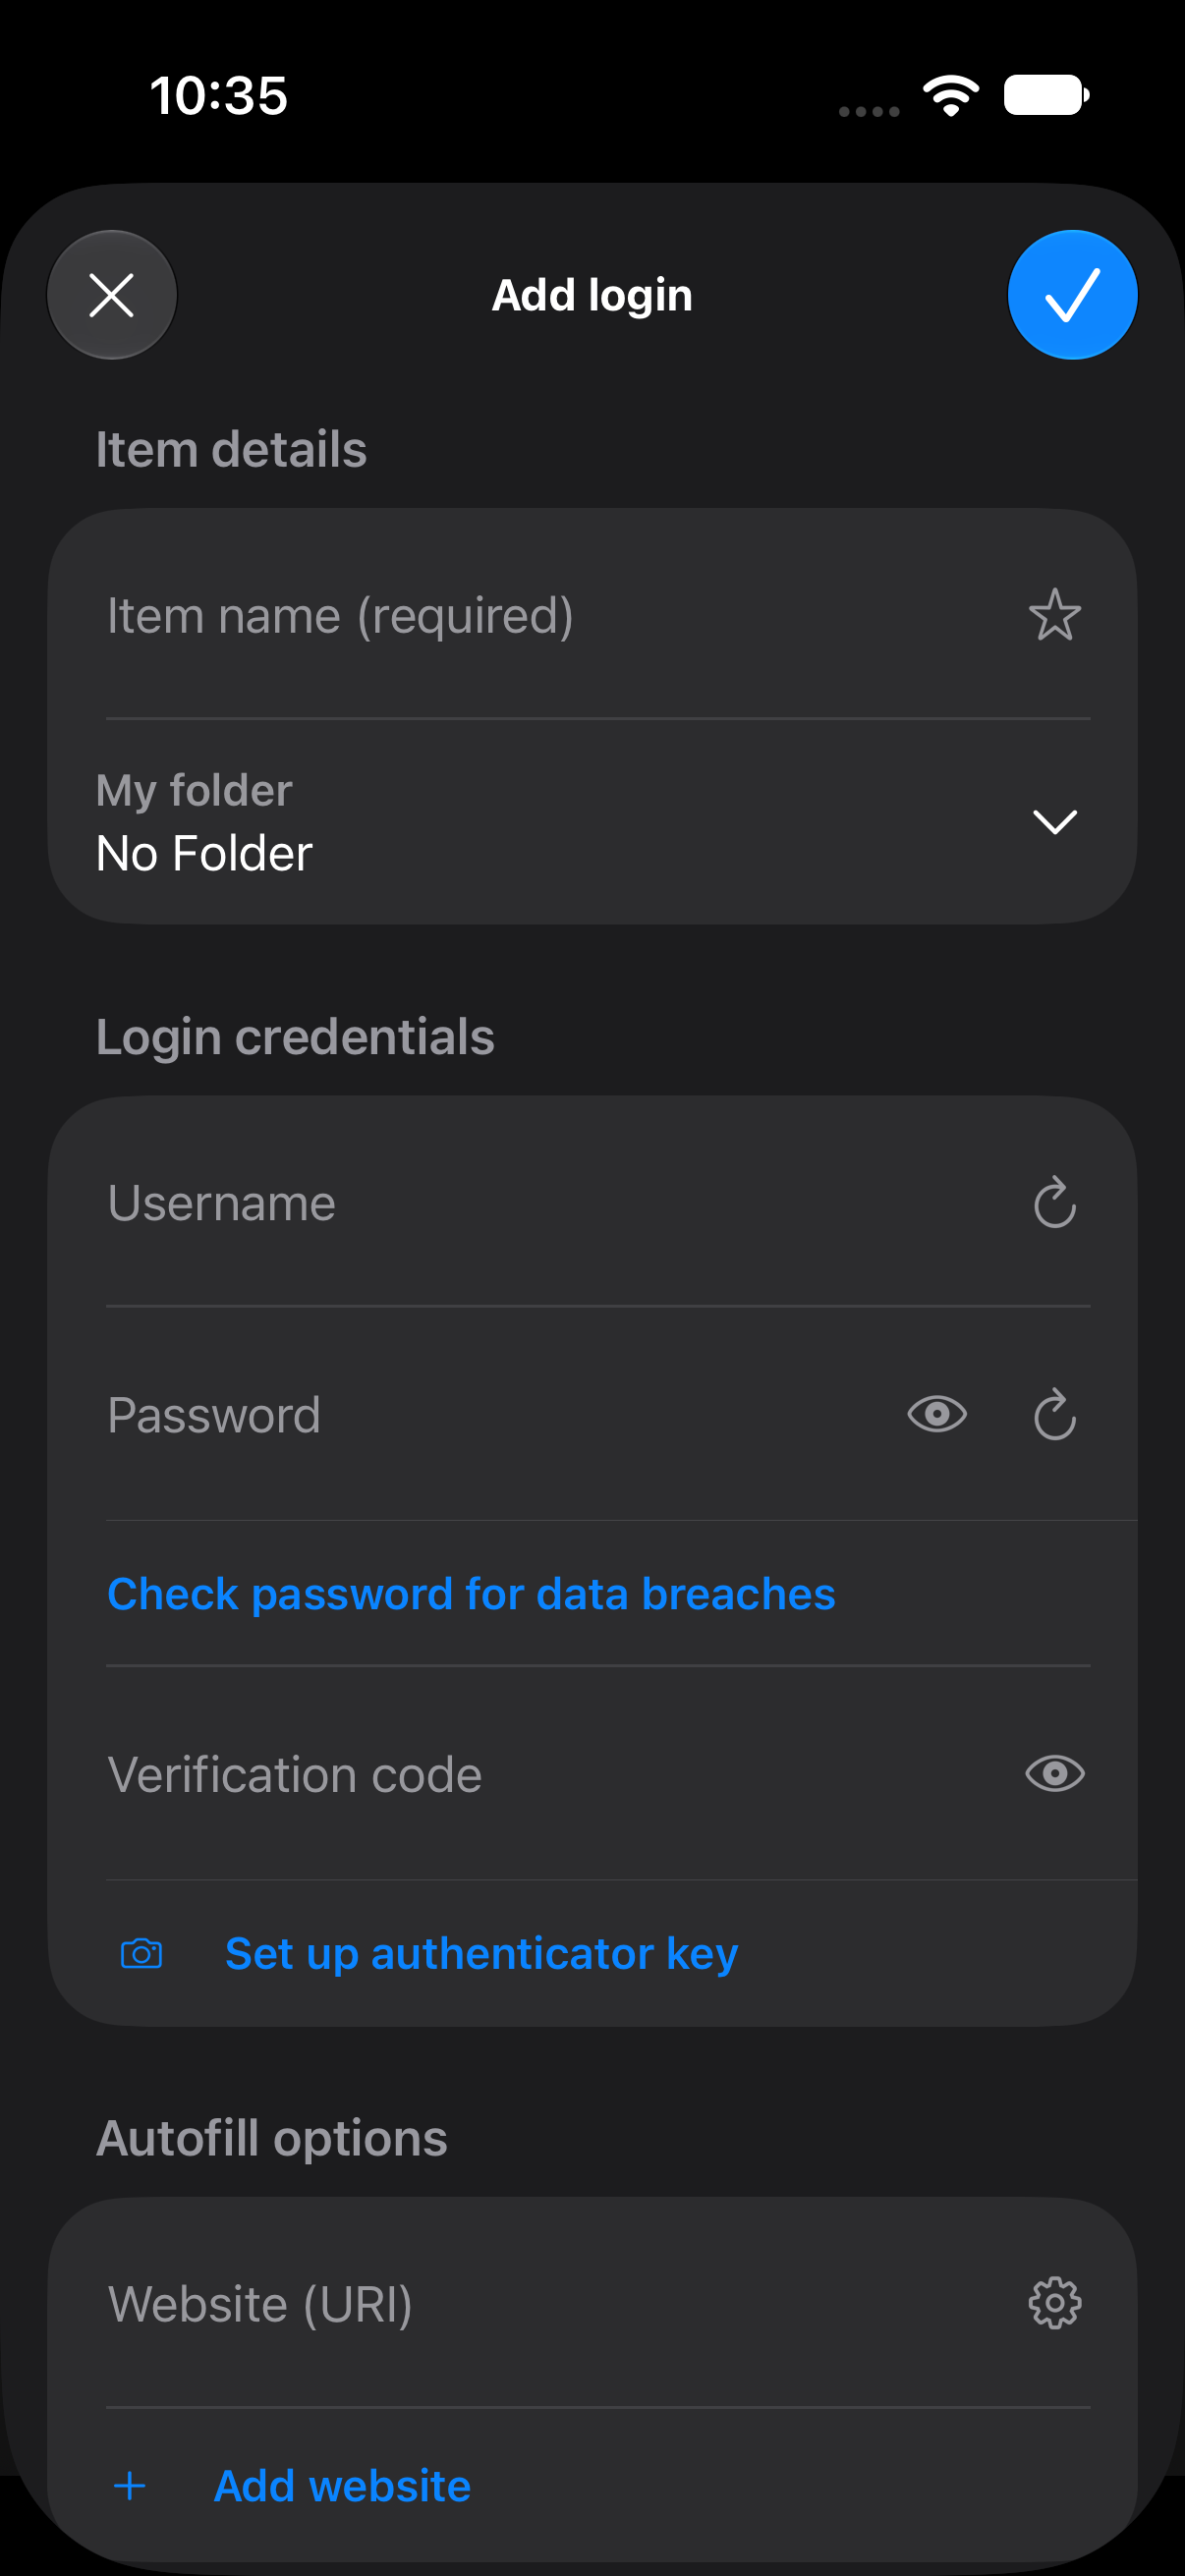 10:35
Add login
Item details
Item name (required)
My folder
No Folder
Login credentials
Username
Password
Check password for data breaches
Verification code
Set up authenticator key
Autofill options
Website (URI)
Add website